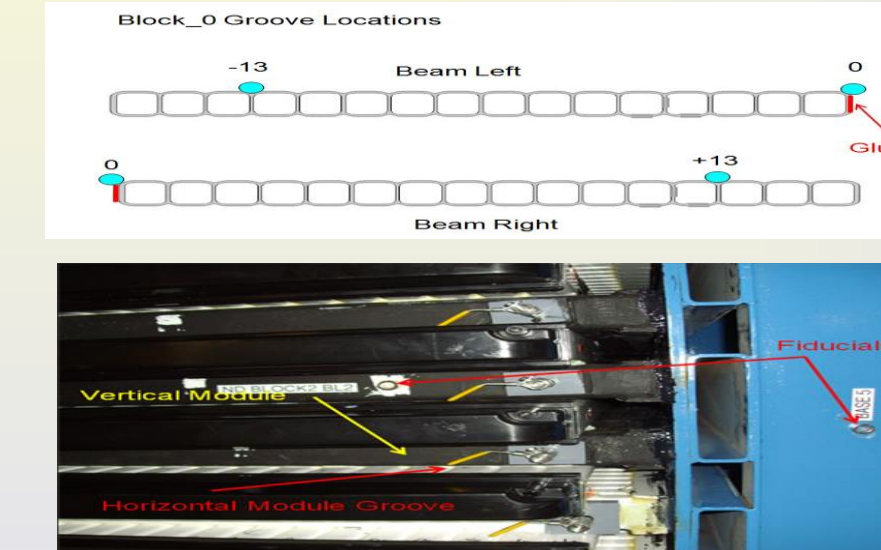 Block_0 Groove Locations
-13
Beam Left
0
0
+13
Beam Right
Fiducial
ND BLOCK2 BL2
Vertical Module
BASE 5
Horizontal Module Groove